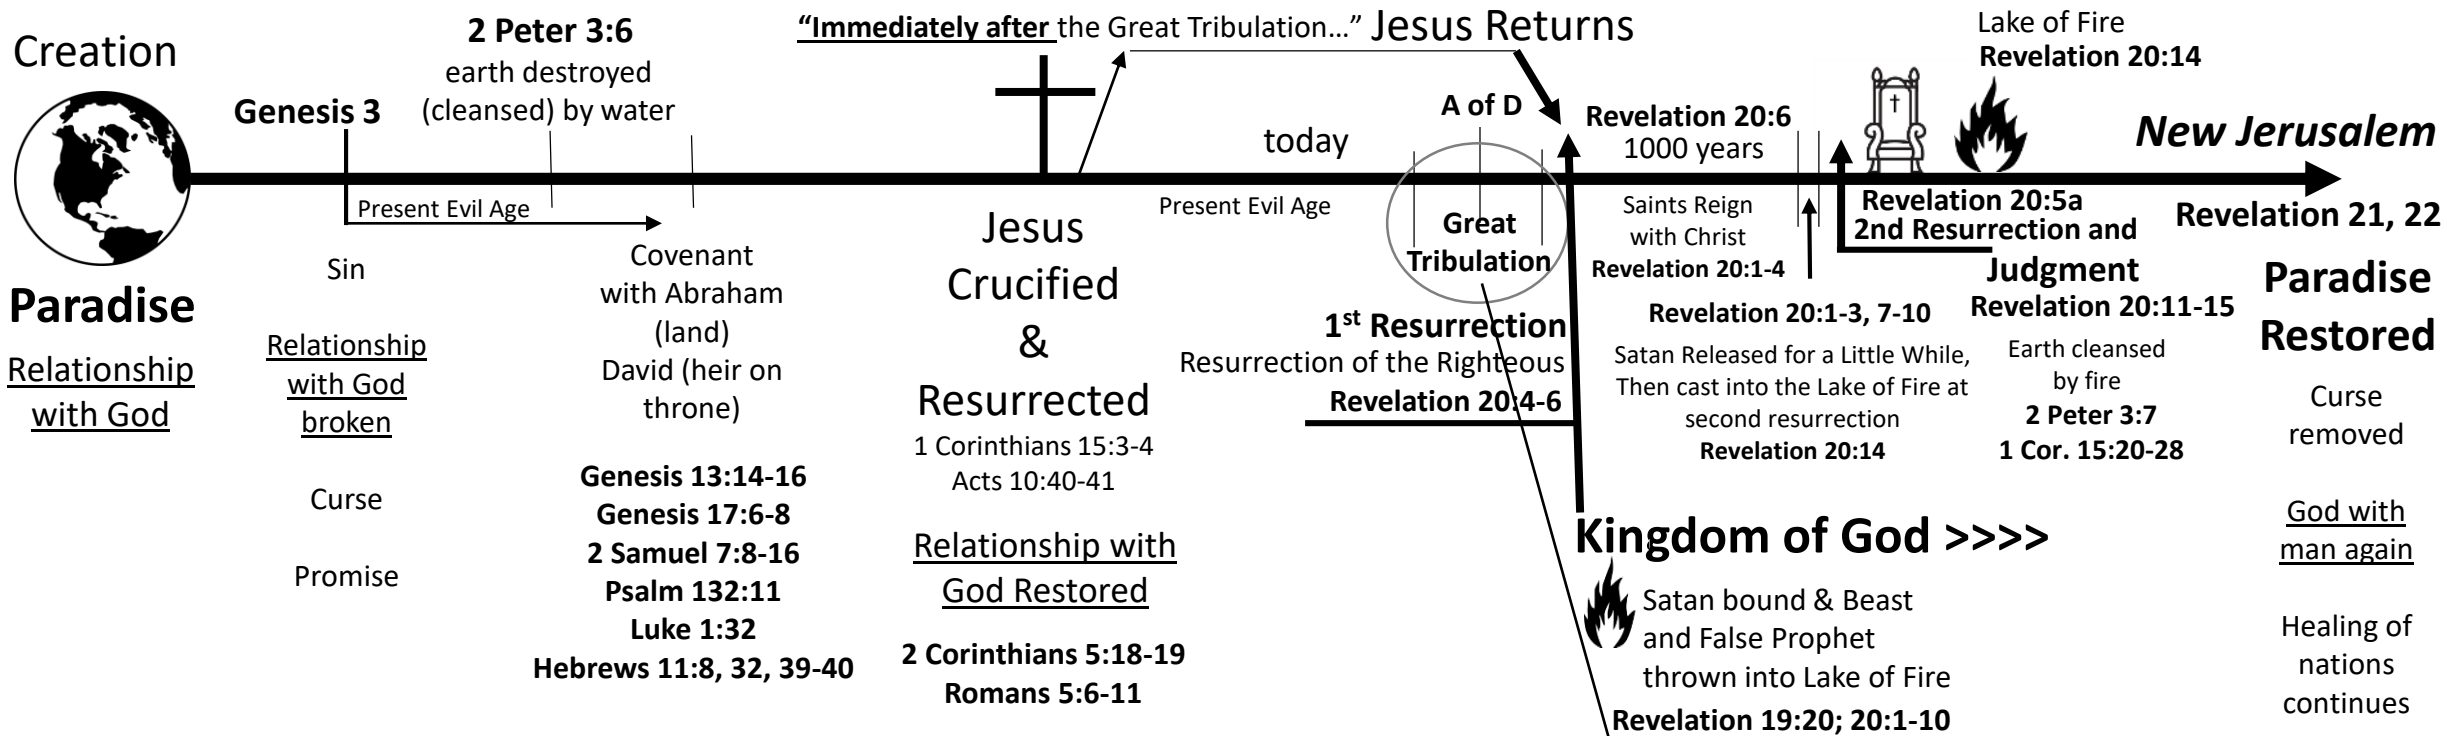 Creation
Paradise
Relationship
with God
Genesis 3
Present Evil Age
Sin
Relationship
with God
broken
Curse
Promise
2 Peter 3:6
earth destroyed
(cleansed) by water
Covenant
with Abraham
(land)
David (heir on
throne)
Genesis 13:14-16
Genesis 17:6-8
2 Samuel 7:8-16
Psalm 132:11
Luke 1:32
Hebrews 11:8, 32, 39-40
“Immediately after the Great Tribulation…” Jesus Returns
Jesus
Crucified
&
Resurrected
1 Corinthians 15:3-4
Acts 10:40-41
Relationship with
God Restored
2 Corinthians 5:18-19
Romans 5:6-11
today
Present Evil Age
A of D
Great
Tribulation
1st Resurrection
Resurrection of the Righteous
Revelation 20:4-6
Revelation 20:6
1000 years
Saints Reign
with Christ
Revelation 20:1-4
Revelation 20:1-3, 7-10
Satan Released for a Little While,
Then cast into the Lake of Fire at
second resurrection
Revelation 20:14
Kingdom of God >>>>
Satan bound & Beast
and False Prophet
thrown into Lake of Fire
Revelation 19:20; 20:1-10
Lake of Fire
Revelation 20:14
Revelation 20:5a
2nd Resurrection and
Judgment
Revelation 20:11-15
Earth cleansed
by fire
2 Peter 3:7
1 Cor. 15:20-28
New Jerusalem
Revelation 21, 22
Paradise
Restored
Curse
removed
God with
man again
Healing of
nations
continues